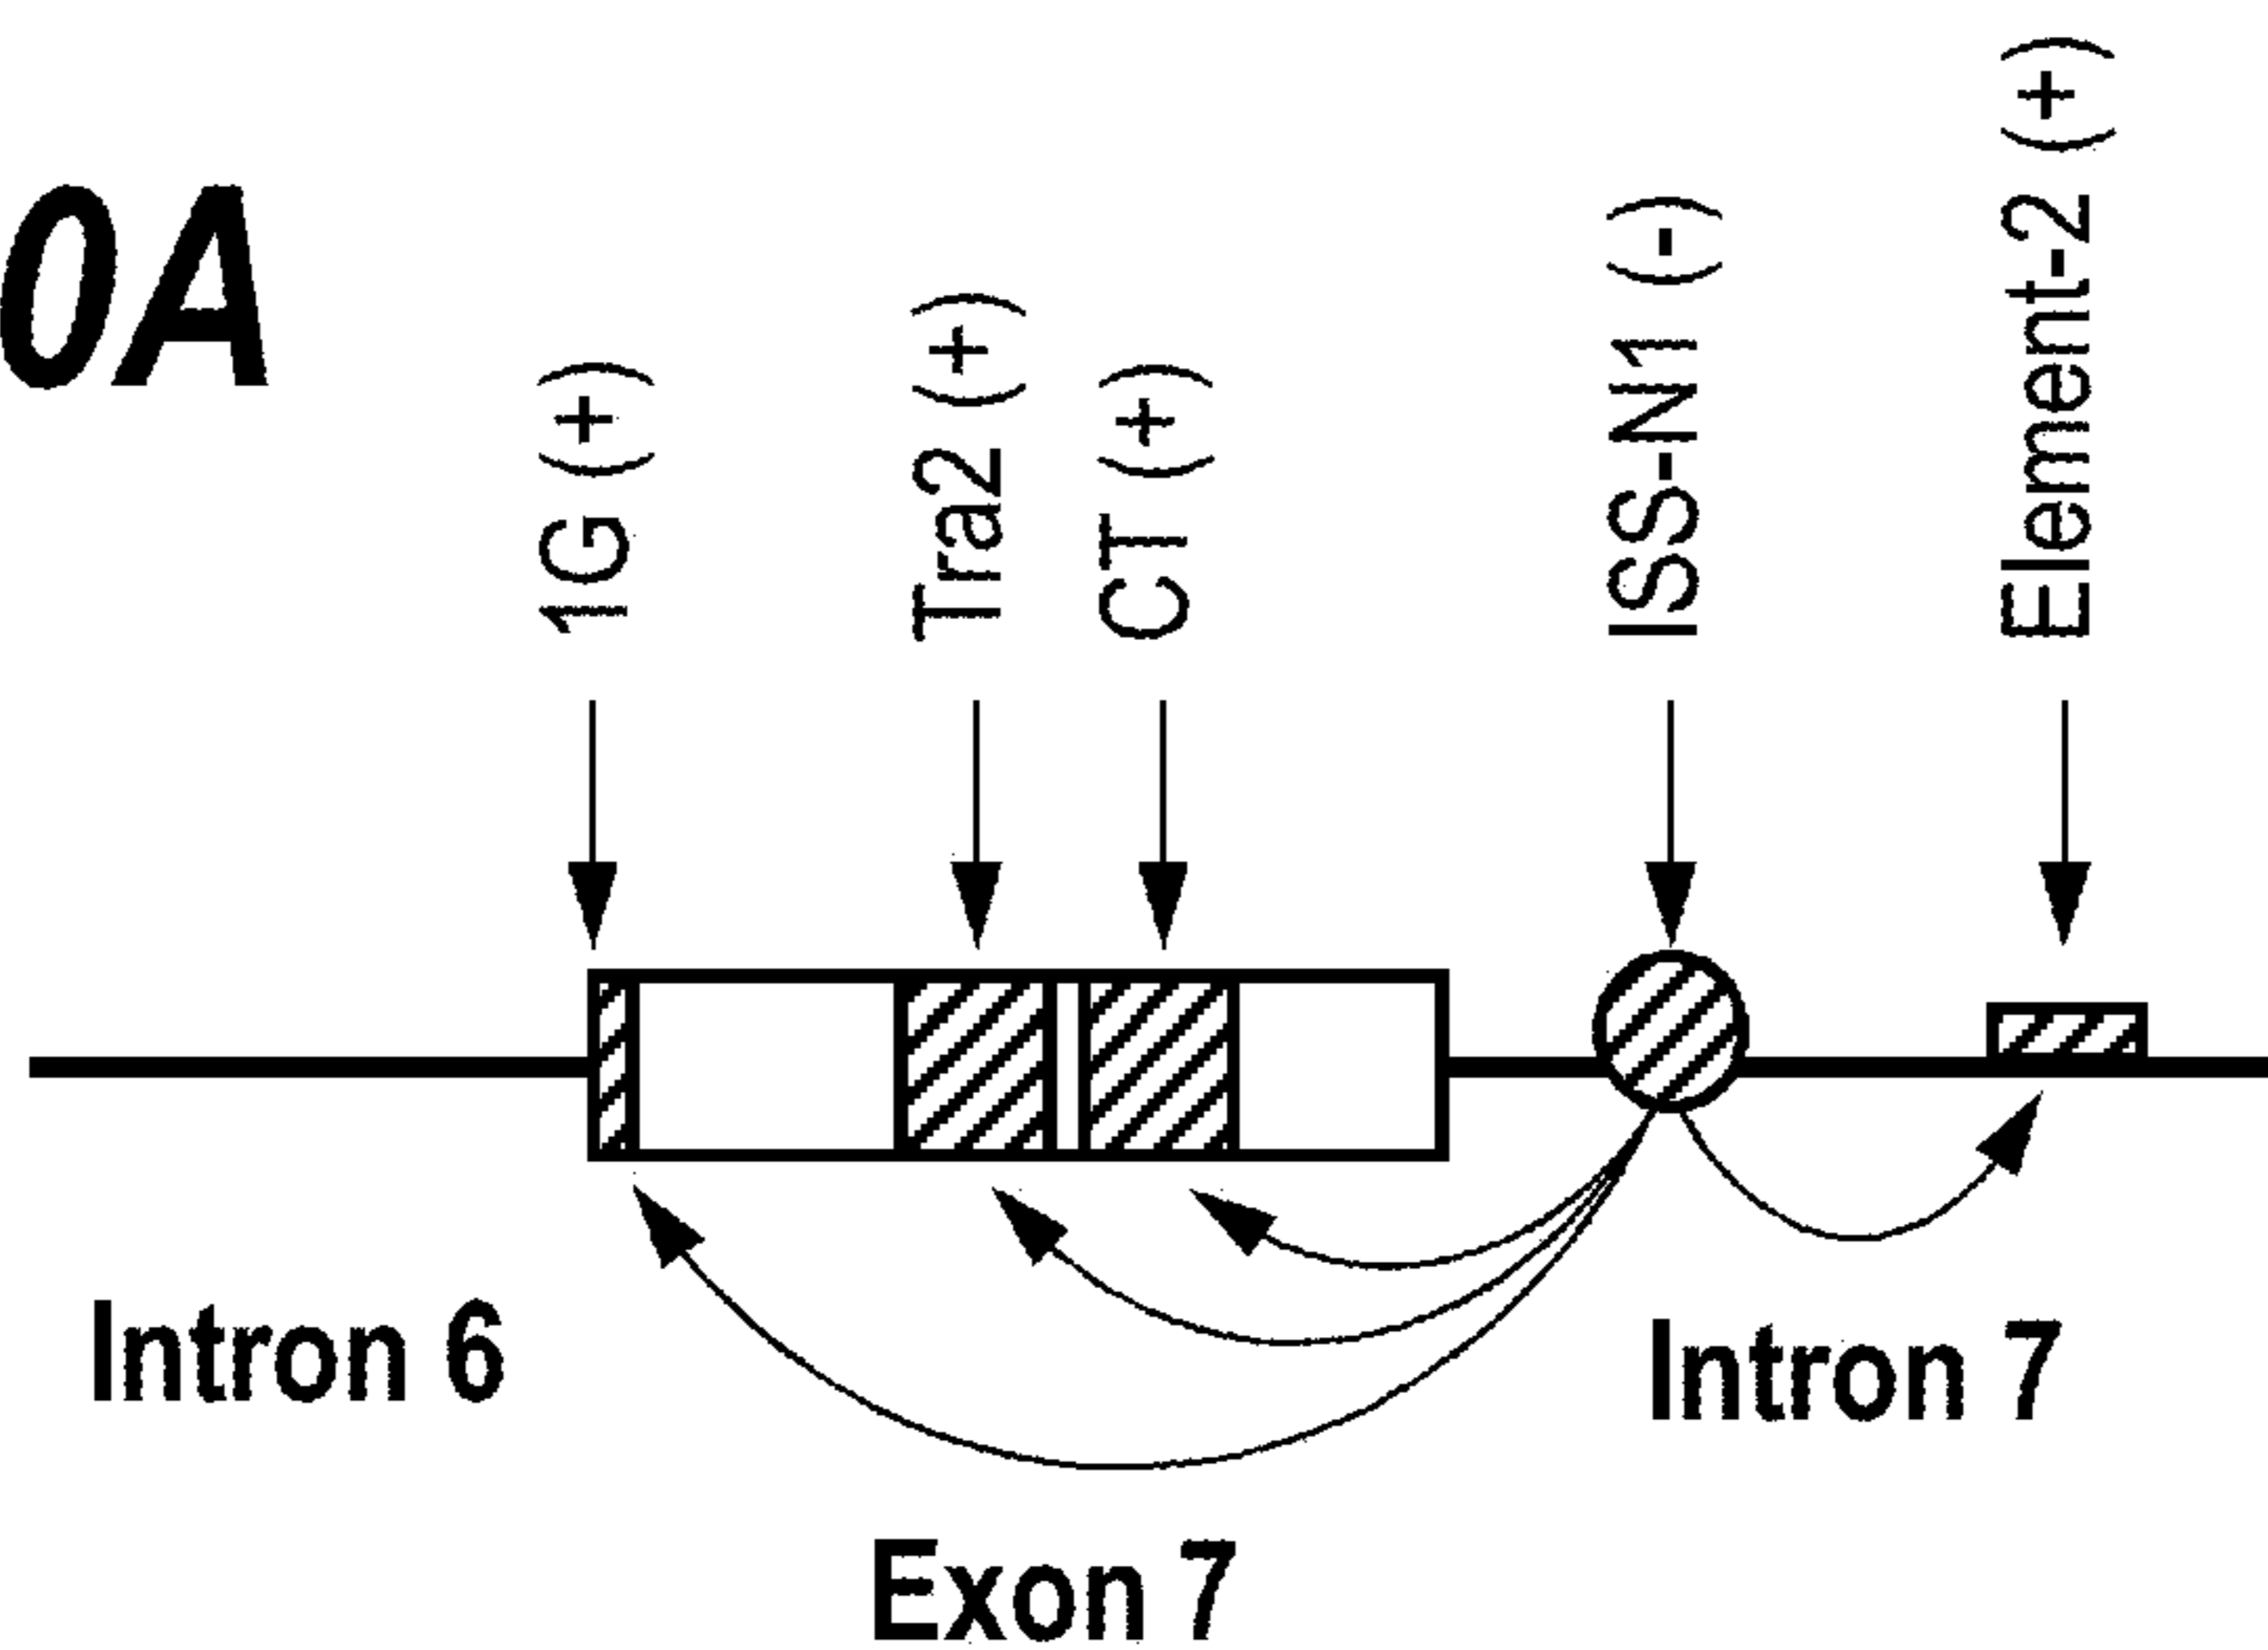 0A
1G (+)
Tra2 (+)
CT (+)
ISS-N1 (-)
Element-2 (+)
Intron 6
Exon 7
Intron 7